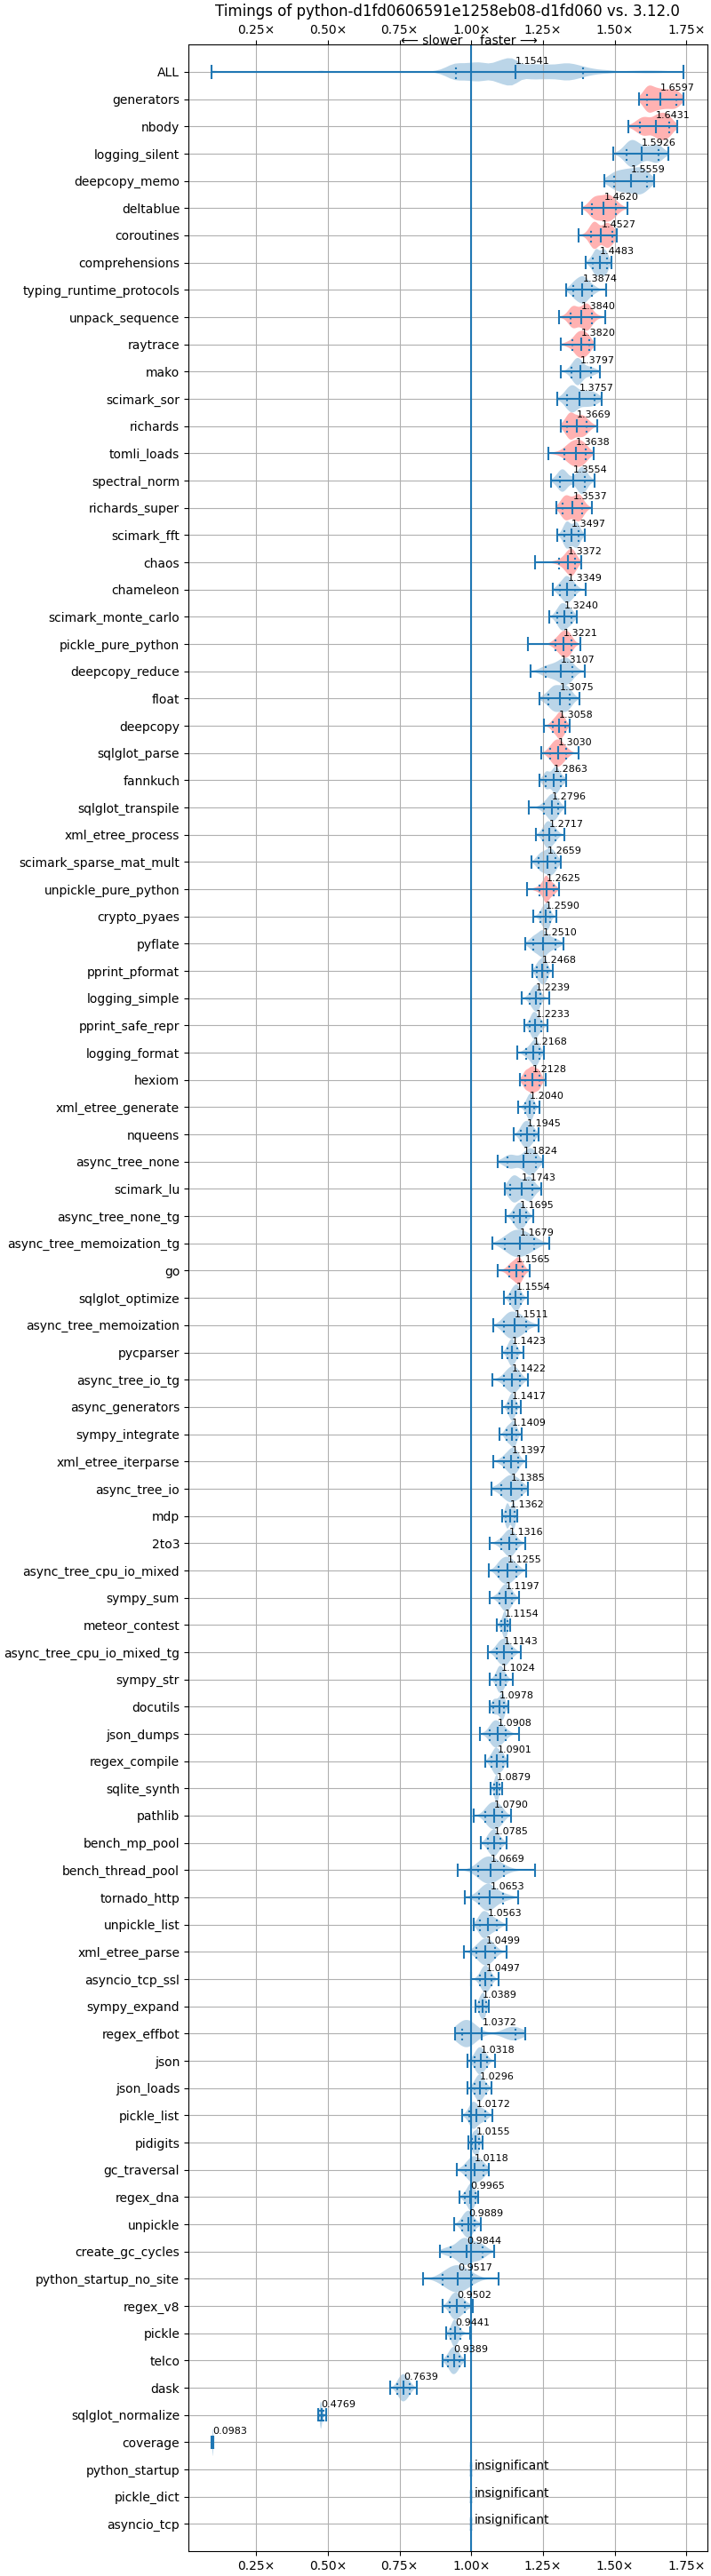 Timings of python-d1fd0606591e1258eb08-d1fd060 vs. 3.12.0
0.25× 0.50× 0.75× 1.00× 1.25× 1.50× 1.75×
⟵ slower faster ⟶
ALL 1.1541
generators 1.6597
nbody 1.6431
logging_silent 1.5926
deepcopy_memo 1.5559
deltablue 1.4620
coroutines 1.4527
comprehensions 1.4483
typing_runtime_protocols 1.3874
unpack_sequence 1.3840
raytrace 1.3820
mako 1.3797
scimark_sor 1.3757
richards 1.3669
tomli_loads 1.3638
spectral_norm 1.3554
richards_super 1.3537
scimark_fft 1.3497
chaos 1.3372
chameleon 1.3349
scimark_monte_carlo 1.3240
pickle_pure_python 1.3221
deepcopy_reduce 1.3107
float 1.3075
deepcopy 1.3058
sqlglot_parse 1.3030
fannkuch 1.2863
sqlglot_transpile 1.2796
xml_etree_process 1.2717
scimark_sparse_mat_mult 1.2659
unpickle_pure_python 1.2625
crypto_pyaes 1.2590
pyflate 1.2510
pprint_pformat 1.2468
logging_simple 1.2239
pprint_safe_repr 1.2233
logging_format 1.2168
hexiom 1.2128
xml_etree_generate 1.2040
nqueens 1.1945
async_tree_none 1.1824
scimark_lu 1.1743
async_tree_none_tg 1.1695
async_tree_memoization_tg 1.1679
go 1.1565
sqlglot_optimize 1.1554
async_tree_memoization 1.1511
pycparser 1.1423
async_tree_io_tg 1.1422
async_generators 1.1417
sympy_integrate 1.1409
xml_etree_iterparse 1.1397
async_tree_io 1.1385
mdp 1.1362
2to3 1.1316
async_tree_cpu_io_mixed 1.1255
sympy_sum 1.1197
meteor_contest 1.1154
async_tree_cpu_io_mixed_tg 1.1143
sympy_str 1.1024
docutils 1.0978
json_dumps 1.0908
regex_compile 1.0901
sqlite_synth 1.0879
pathlib 1.0790
bench_mp_pool 1.0785
bench_thread_pool 1.0669
tornado_http 1.0653
unpickle_list 1.0563
xml_etree_parse 1.0499
asyncio_tcp_ssl 1.0497
sympy_expand 1.0389
regex_effbot 1.0372
json 1.0318
json_loads 1.0296
pickle_list 1.0172
pidigits 1.0155
gc_traversal 1.0118
regex_dna 0.9965
unpickle 0.9889
create_gc_cycles 0.9844
python_startup_no_site 0.9517
regex_v8 0.9502
pickle 0.9441
telco 0.9389
dask 0.7639
sqlglot_normalize 0.4769
coverage 0.0983
python_startup insignificant
pickle_dict insignificant
asyncio_tcp insignificant
0.25× 0.50× 0.75× 1.00× 1.25× 1.50× 1.75×